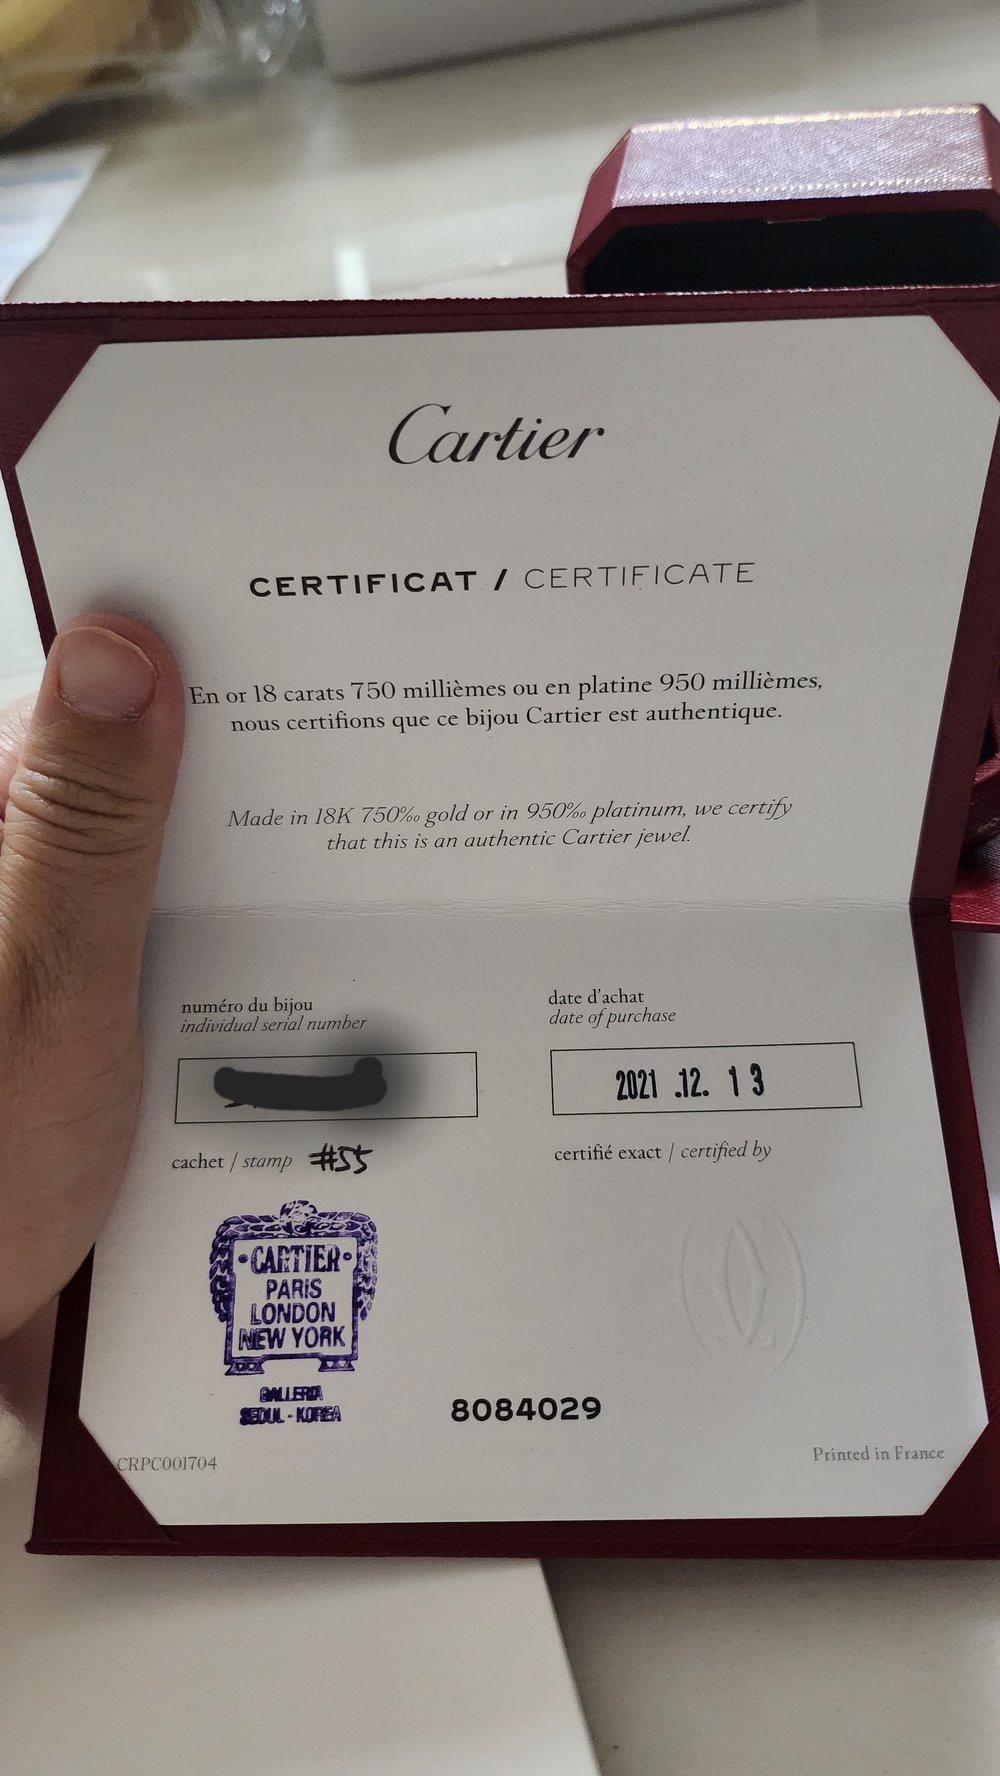 Cartier
CERTIFICAT / CERTIFICATE
En or 18 carats 750 millièmes ou en platine 950 millièmes,
nous certifions que ce bijou Cartier est authentique.
Made in 18K 750‰ gold or in 950‰ platinum, we certify
that this is an authentic Cartier jewel.
numéro du bijou
individual serial number
date d'achat
date of purchase
2021 .12. 13
cachet / stamp #55
certifié exact / certified by
·CARTIER·
PARIS
LONDON
NEW YORK
GALLERIA
SEOUL - KOREA
8084029
CRPC001704
Printed in France